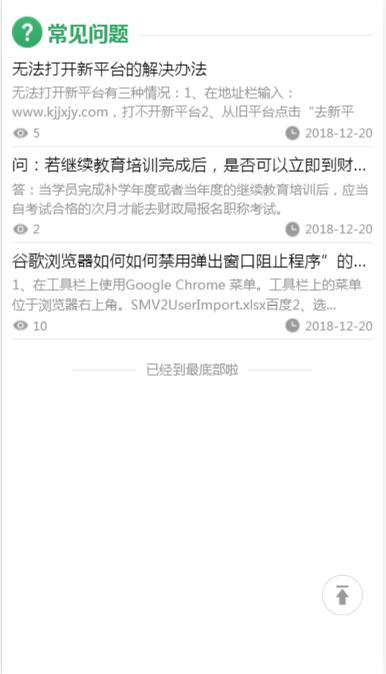 常见问题
无法打开新平台的解决办法
无法打开新平台有三种情况：1、在地址栏输入：
www.kjjxjy.com，打不开新平台2、从旧平台点击“去新平
5
2018-12-20
问：若继续教育培训完成后，是否可以立即到财...
答：当学员完成补学年度或者当年度的继续教育培训后，应当
自考试合格的次月才能去财政局报名职称考试。
2
2018-12-20
谷歌浏览器如何如何禁用弹出窗口阻止程序”的...
1、在工具栏上使用Google Chrome 菜单。工具栏上的菜单
位于浏览器右上角。SMV2UserImport.xlsx百度2、选...
10
2018-12-20
已经到最底部啦